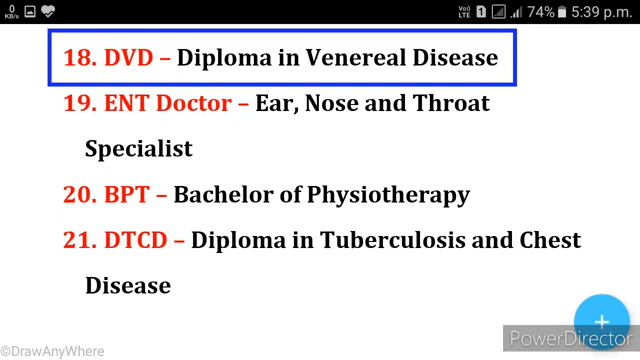 0
KB/s
Vo)
LTE
1
74%
5:39 p.m.
18. DVD – Diploma in Venereal Disease
19. ENT Doctor – Ear, Nose and Throat
Specialist
20. BPT – Bachelor of Physiotherapy
21. DTCD – Diploma in Tuberculosis and Chest
Disease
PowerDirector
©DrawAnyWhere